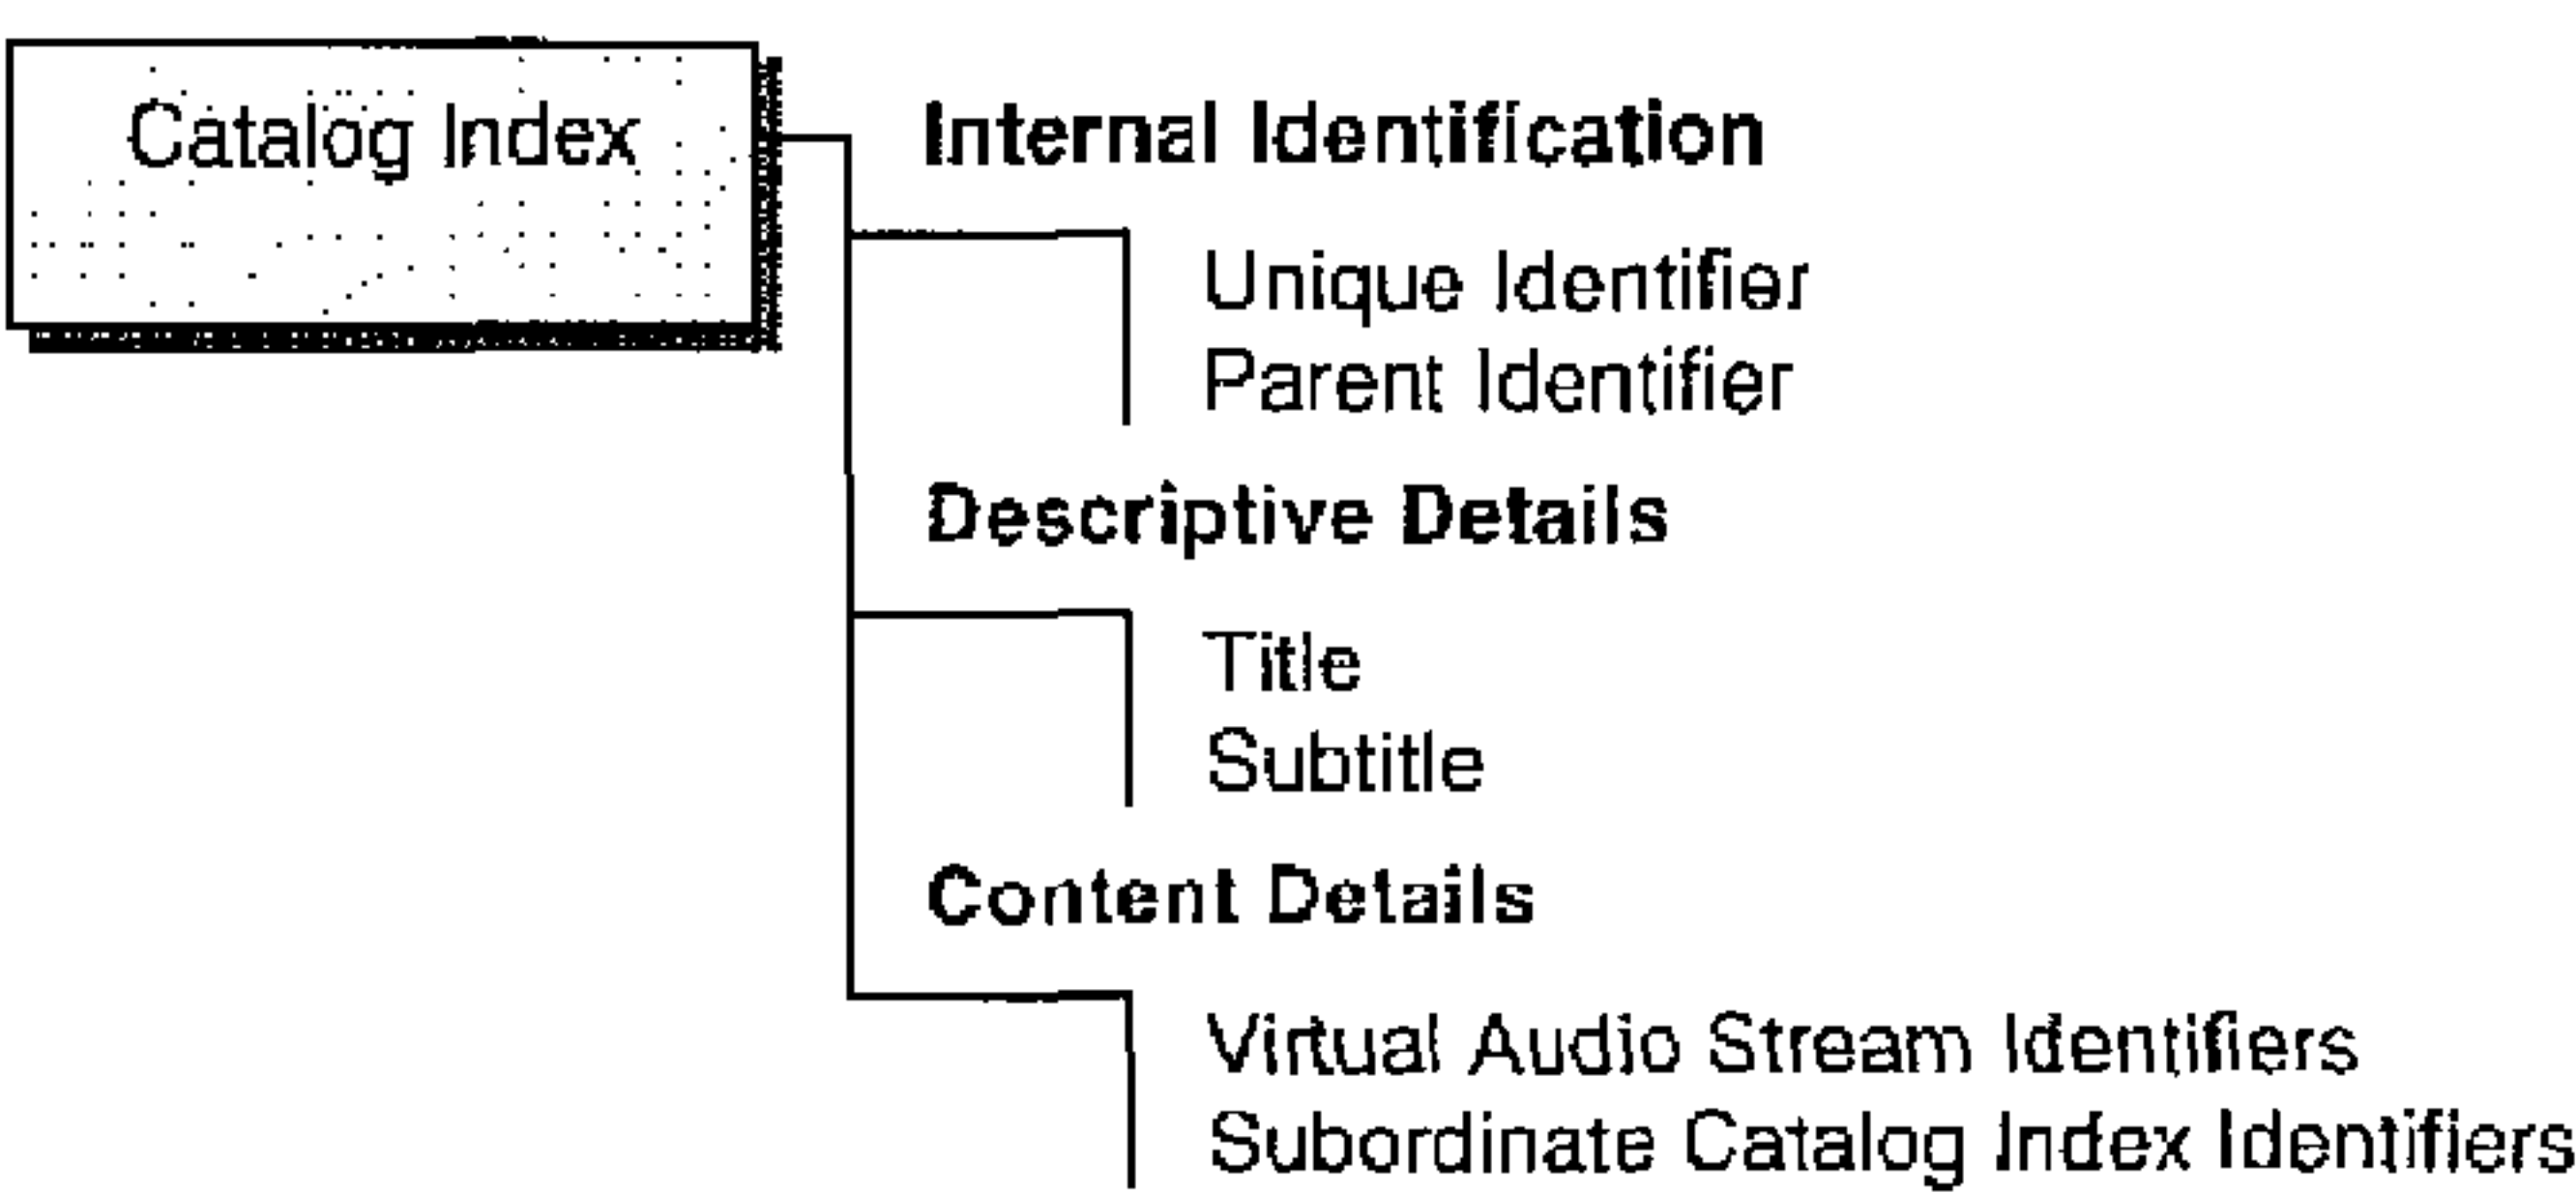 Catalog Index
Internal Identification
Unique Identifier
Parent Identifier
Descriptive Details
Title
Subtitle
Content Details
Virtual Audio Stream Identifiers
Subordinate Catalog Index Identifiers